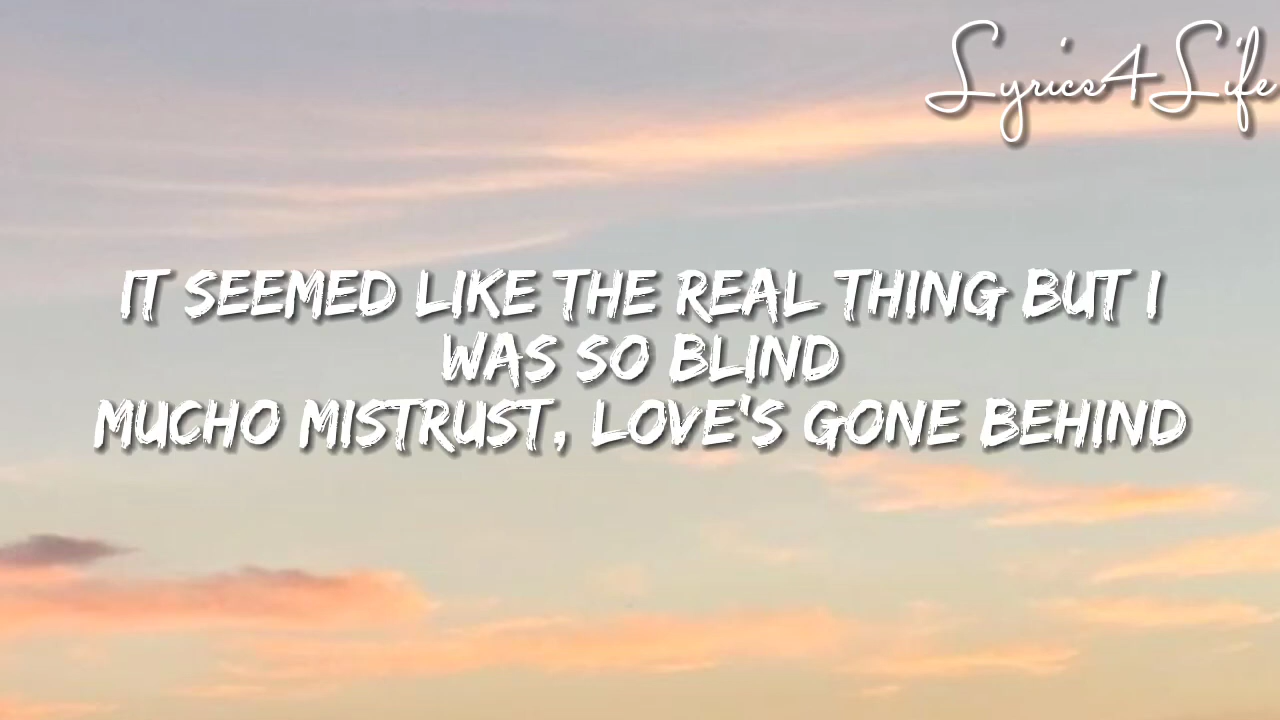 Lyrics4Life
IT SEEMED LIKE THE REAL THING BUT I
WAS SO BLIND
MUCHO MISTRUST, LOVE'S GONE BEHIND